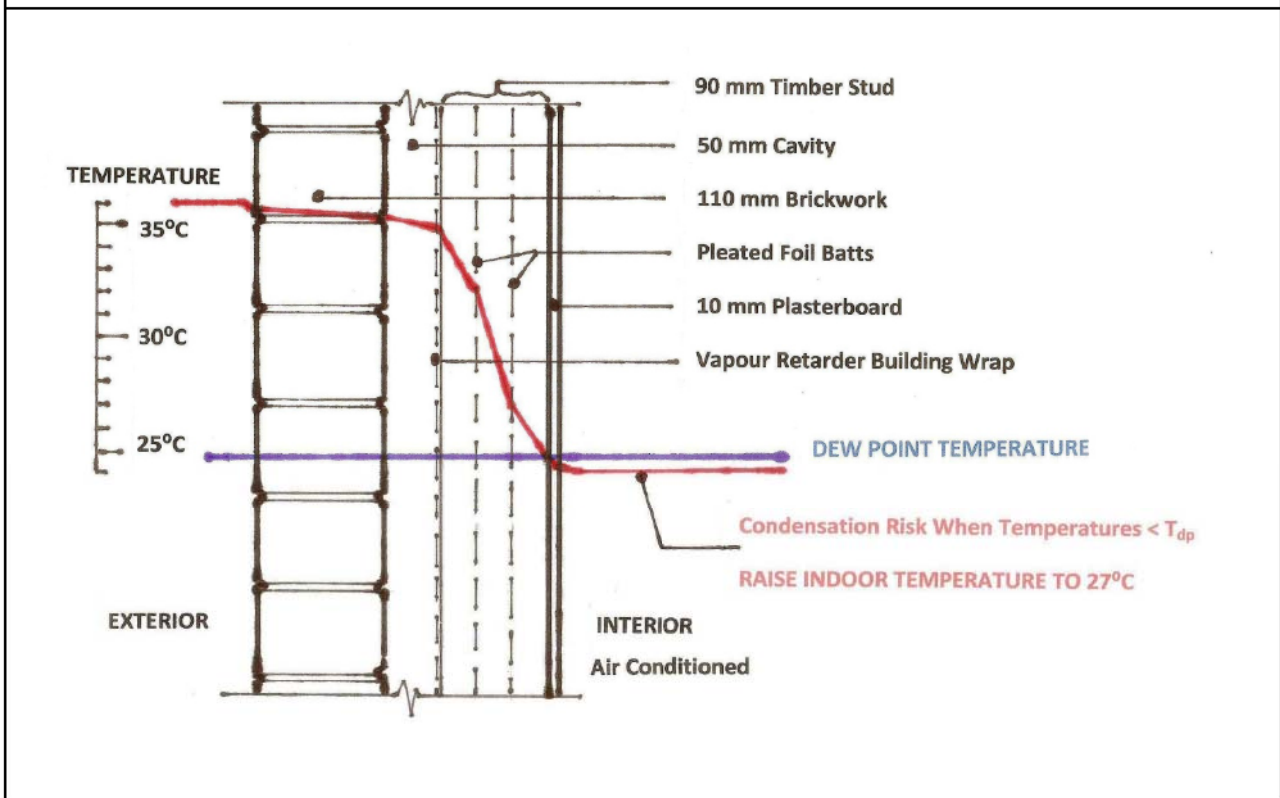 90 mm Timber Stud
50 mm Cavity
TEMPERATURE
110 mm Brickwork
35°C
Pleated Foil Batts
10 mm Plasterboard
30°C
Vapour Retarder Building Wrap
25°C
DEW POINT TEMPERATURE
Condensation Risk When Temperatures < Tdp
RAISE INDOOR TEMPERATURE TO 27°C
EXTERIOR
INTERIOR
Air Conditioned